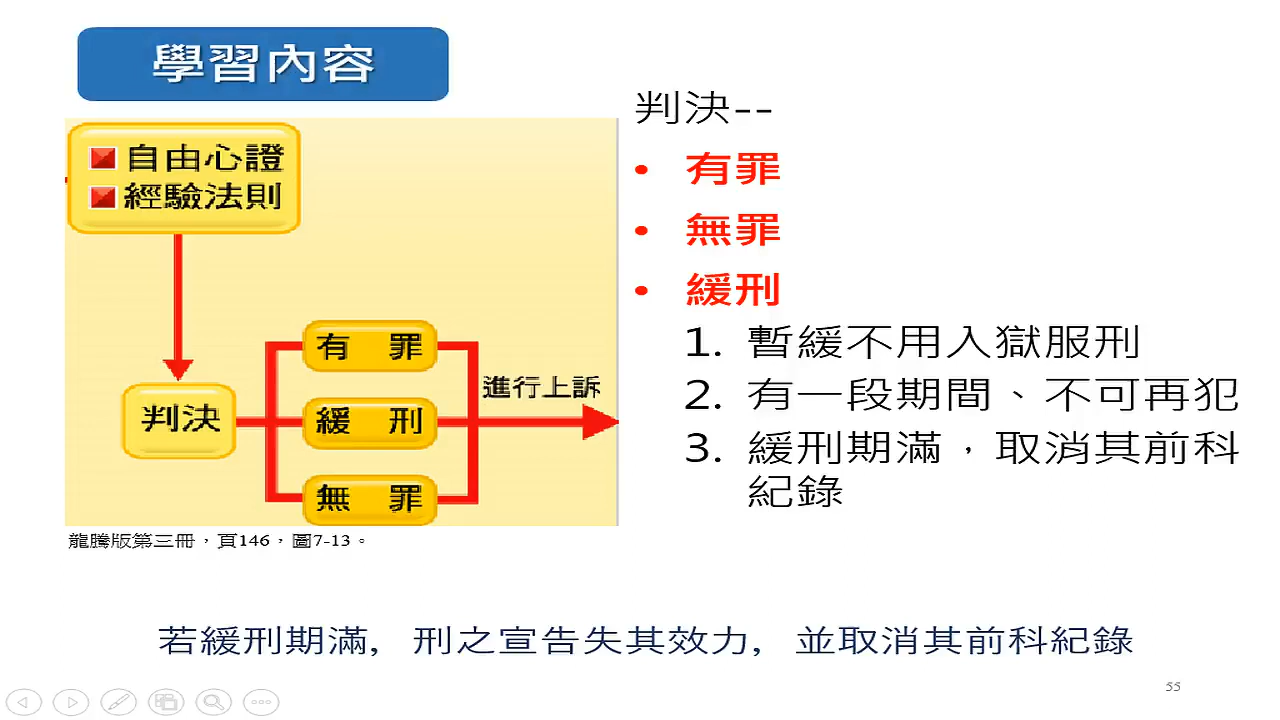 學習內容
自由心證
經驗法則
判決
有 罪
緩 刑
無 罪
進行上訴
龍騰版第三冊，頁146，圖7-13。
判決--
• 有罪
• 無罪
• 緩刑
1. 暫緩不用入獄服刑
2. 有一段期間、不可再犯
3. 緩刑期滿，取消其前科
紀錄
若緩刑期滿, 刑之宣告失其效力, 並取消其前科紀錄
55